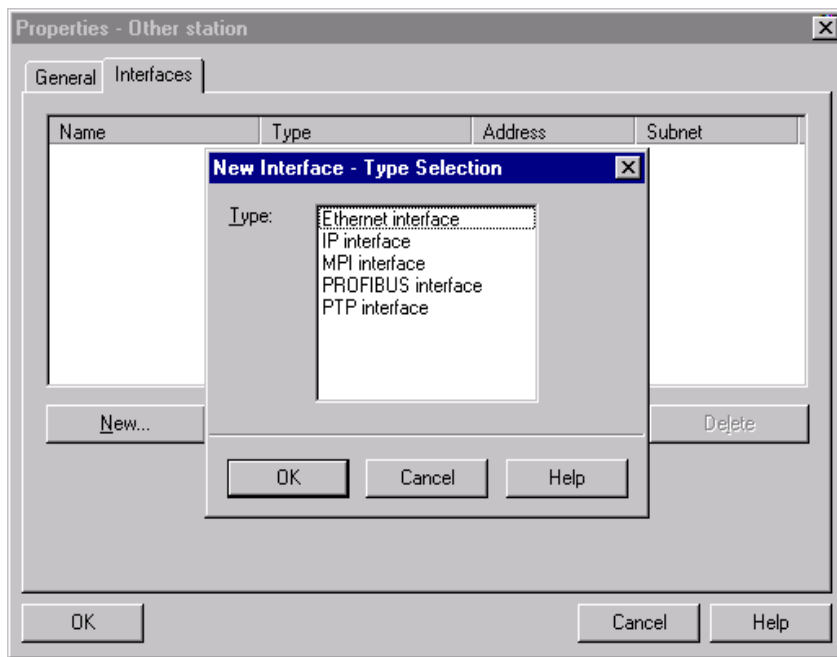 Properties - Other station
General Interfaces
Name Type Address Subnet
New Interface - Type Selection
Type:
Ethernet interface
IP interface
MPI interface
PROFIBUS interface
PTP interface
New... Delete
OK Cancel Help
OK Cancel Help